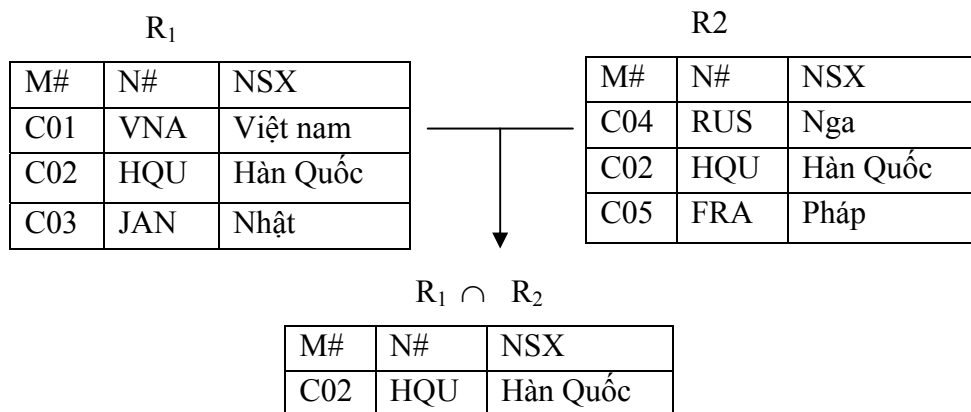 R₁
R2
M# N# NSX
C01 VNA Việt nam
C02 HQU Hàn Quốc
C03 JAN Nhật
M# N# NSX
C04 RUS Nga
C02 HQU Hàn Quốc
C05 FRA Pháp
R₁ ∩ R₂
M# N# NSX
C02 HQU Hàn Quốc